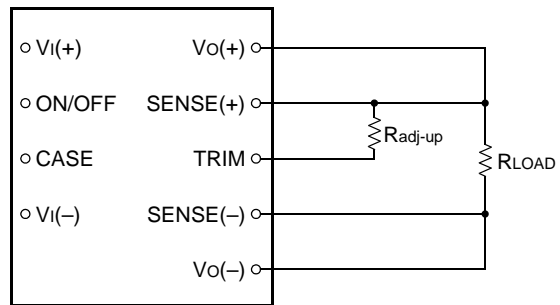 VI(+) VO(+)
ON/OFF SENSE(+)
Radj-up
CASE TRIM
RLOAD
VI(–) SENSE(–)
VO(–)